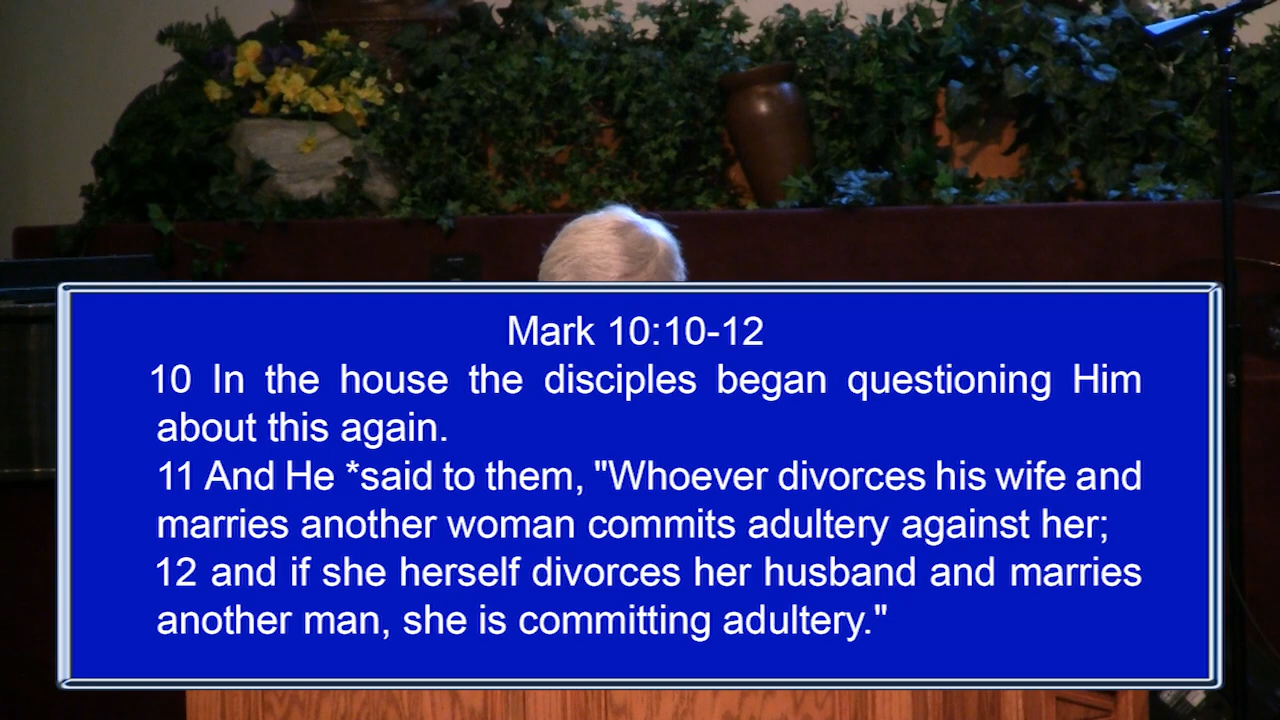 Mark 10:10-12
10 In the house the disciples began questioning Him
about this again.
11 And He *said to them, "Whoever divorces his wife and
marries another woman commits adultery against her;
12 and if she herself divorces her husband and marries
another man, she is committing adultery."